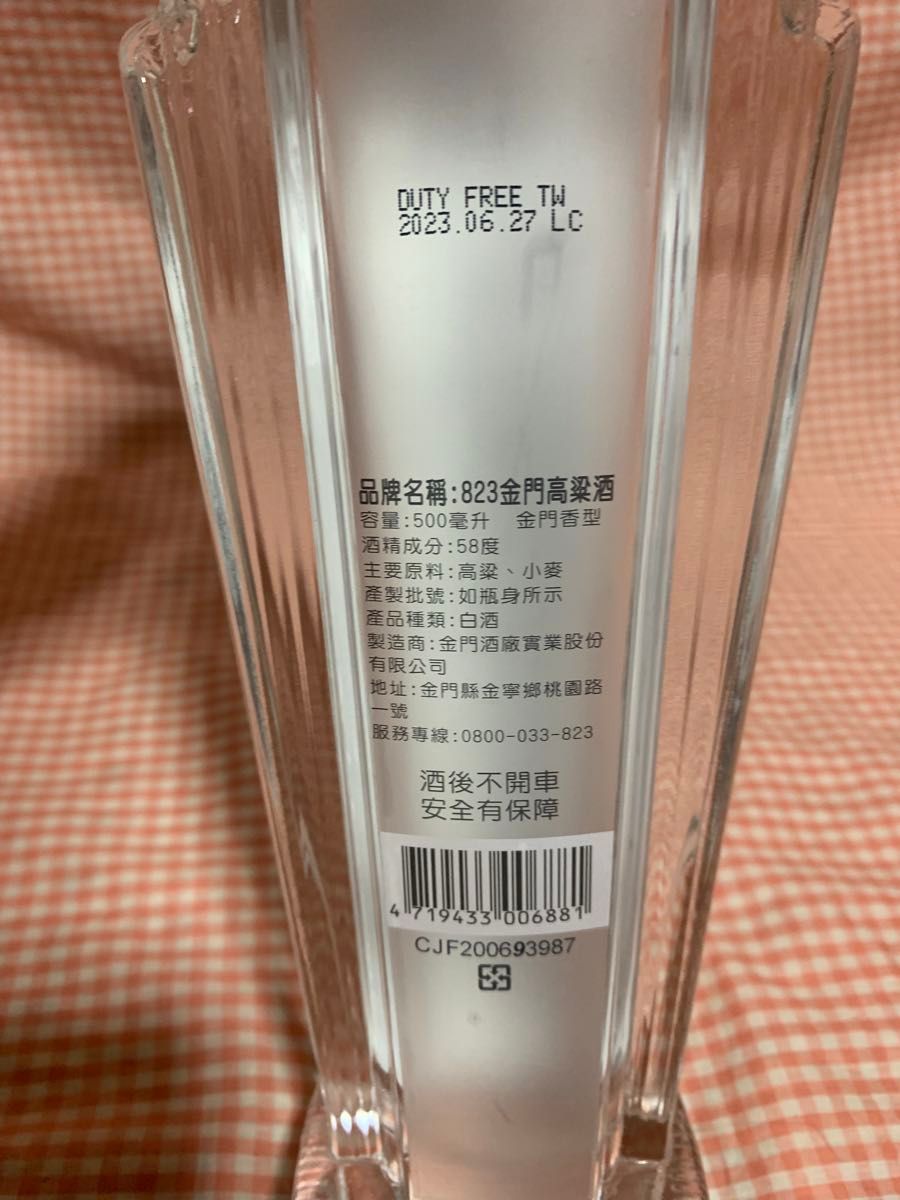 DUTY FREE TW
2023.06.27 LC
品牌名稱:823金門高粱酒
容量:500毫升 金門香型
酒精成分:58度
主要原料:高粱、小麥
產製批號:如瓶身所示
產品種類:白酒
製造商:金門酒廠實業股份
有限公司
地址:金門縣金寧鄉桃園路
一號
服務專線:0800-033-823
酒後不開車
安全有保障
4 719433 006881
CJF200693987